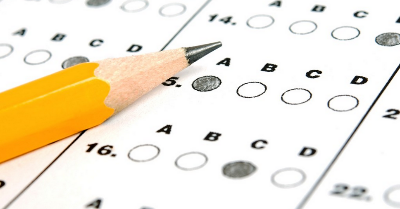 B C D
14.
B C D
A B C D
5.
A B C D
16.
A B C D
22.
A B